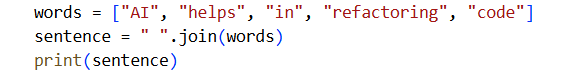 words = ["AI", "helps", "in", "refactoring", "code"]
sentence = " ".join(words)
print(sentence)